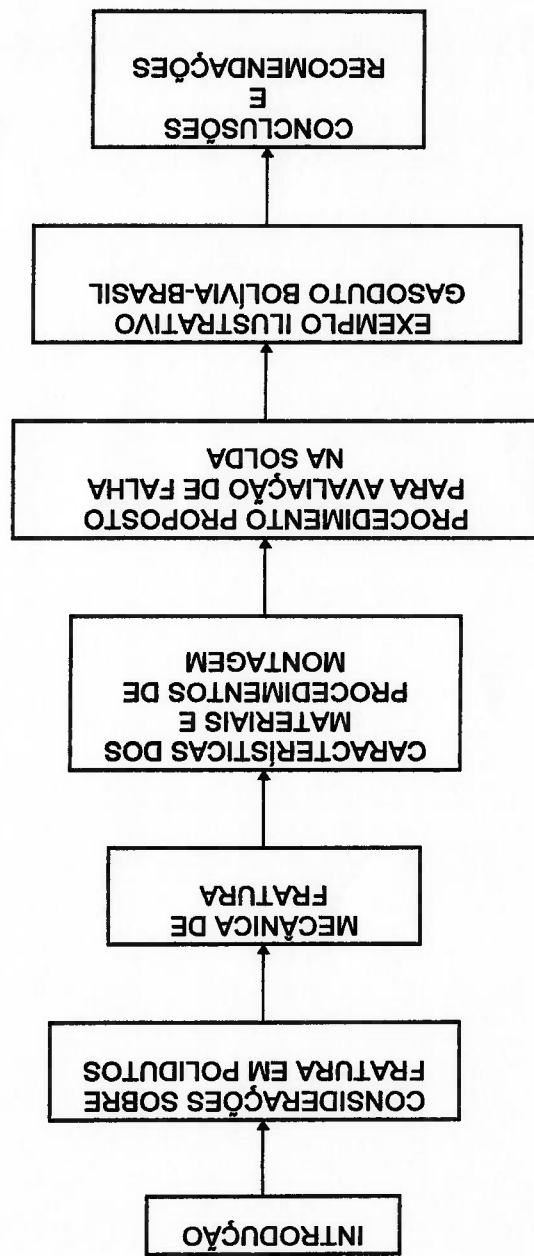 INTRODUÇÃO
CONSIDERAÇÕES SOBRE
FRATURA EM POLIDUTOS
MECÂNICA DE
FRATURA
CARACTERÍSTICAS DOS
MATERIAIS E
PROCEDIMENTOS DE
MONTAGEM
PROCEDIMENTO PROPOSTO
PARA AVALIAÇÃO DE FALHA
NA SOLDA
EXEMPLO ILUSTRATIVO
GASODUTO BOLÍVIA-BRASIL
CONCLUSÕES
E
RECOMENDAÇÕES